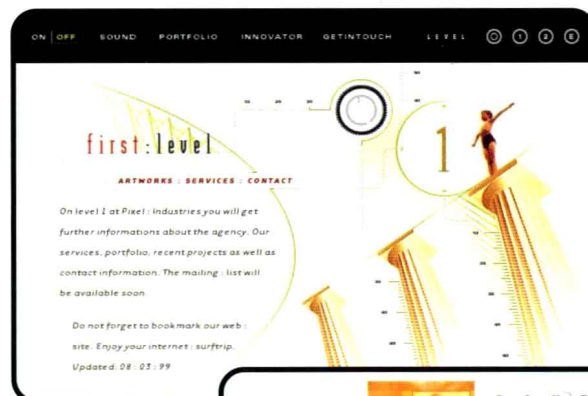 ON | OFF SOUND PORTFOLIO INNOVATOR GETINTOUCH LEVEL 0 1 2 E
first:level
ARTWORKS : SERVICES : CONTACT
On level 1 at Pixel : Industries you will get
further informations about the agency. Our
services, portfolio, recent projects as well as
contact information. The mailing : list will
be available soon.
Do not forget to bookmark our web :
site. Enjoy your internet : surftrip.
Updated: 08 : 03 : 99
1